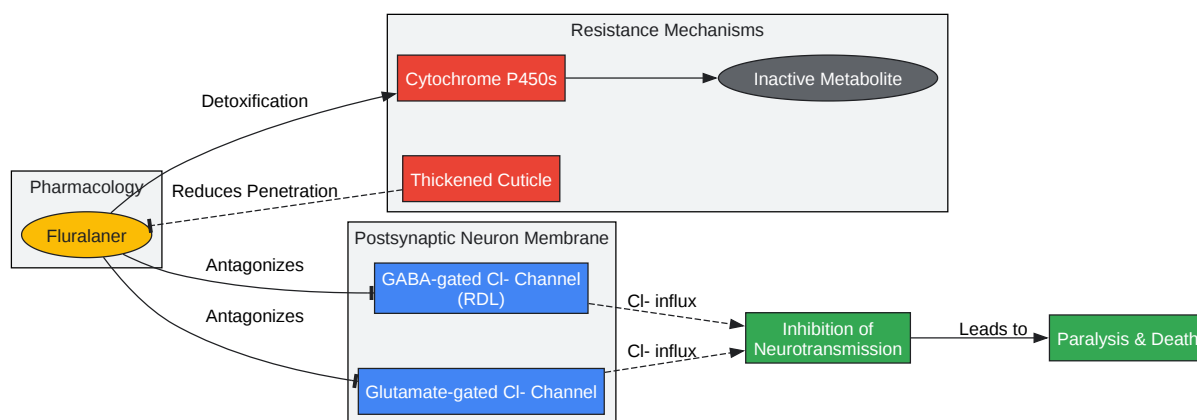 Resistance Mechanisms
Cytochrome P450s
Inactive Metabolite
Detoxification
Thickened Cuticle
Reduces Penetration
Pharmacology
Fluralaner
Postsynaptic Neuron Membrane
Antagonizes
GABA-gated Cl- Channel
(RDL)
Cl- influx
Antagonizes
Inhibition of
Neurotransmission
Leads to
Paralysis & Death
Cl- influx
Glutamate-gated Cl- Channel